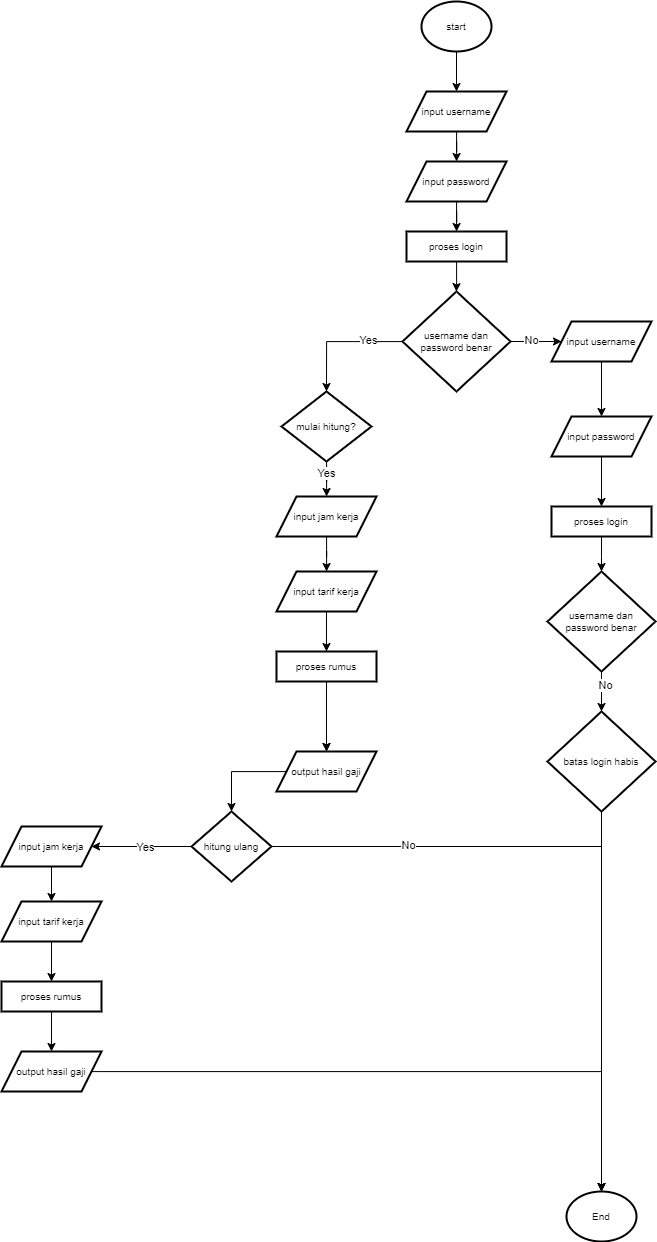 start
input username
input password
proses login
username dan
password benar
Yes
No
input username
mulai hitung?
Yes
input password
input jam kerja
proses login
input tarif kerja
username dan
password benar
proses rumus
No
output hasil gaji
batas login habis
hitung ulang
Yes
No
input jam kerja
input tarif kerja
proses rumus
output hasil gaji
End